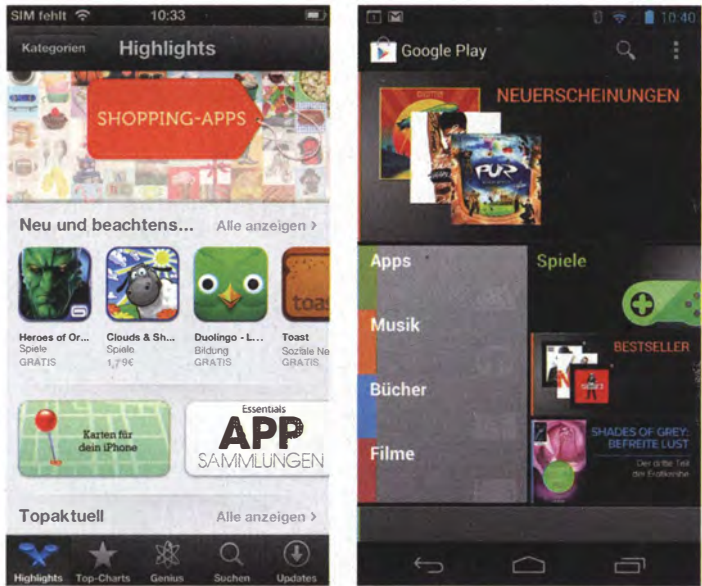 SIM fehlt 10:33
Kategorien Highlights
SHOPPING-APPS
Neu und beachtens... Alle anzeigen >
toas
Heroes of Or... Clouds & Sh... Duolingo - L... Toast
Spiele Spiele Bildung Soziale Ne
GRATIS 1,79€ GRATIS GRATIS
Karten für
dein iPhone
Essentials
APP
SAMMLUNGEN
Topaktuell Alle anzeigen >
Highlights Top-Charts Genius Suchen Updates
10:40
Google Play
NEUERSCHEINUNGEN
PUR
Apps
Spiele
Musik
BESTSELLER
Bücher
SHADES OF GREY:
BEFREITE LUST
Filme
Der dritte Teil
der Erotikreihe